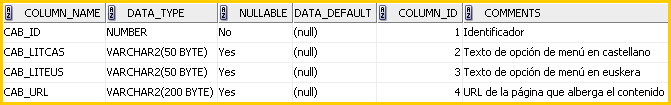 COLUMN_NAME DATA_TYPE NULLABLE DATA_DEFAULT COLUMN_ID COMMENTS
CAB_ID NUMBER No (null) 1 Identificador
CAB_LITCAS VARCHAR2(50 BYTE) Yes (null) 2 Texto de opción de menú en castellano
CAB_LITEUS VARCHAR2(50 BYTE) Yes (null) 3 Texto de opción de menú en euskera
CAB_URL VARCHAR2(200 BYTE) Yes (null) 4 URL de la página que alberga el contenido